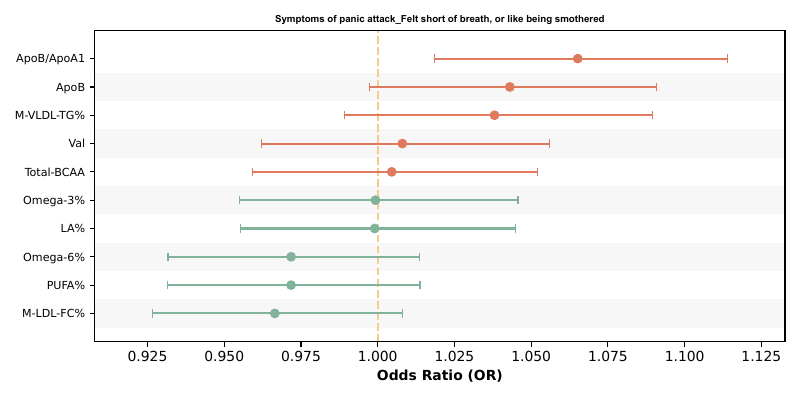 Symptoms of panic attack_Felt short of breath, or like being smothered
ApoB/ApoA1
ApoB
M-VLDL-TG%
Val
Total-BCAA
Omega-3%
LA%
Omega-6%
PUFA%
M-LDL-FC%
0.925 0.950 0.975 1.000 1.025 1.050 1.075 1.100 1.125
Odds Ratio (OR)